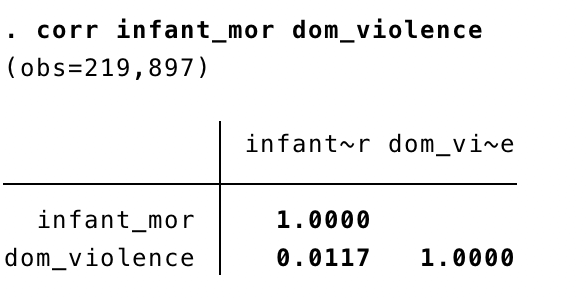 . corr infant_mor dom_violence
(obs=219,897)
infant~r dom_vi~e
infant_mor 1.0000
dom_violence 0.0117 1.0000